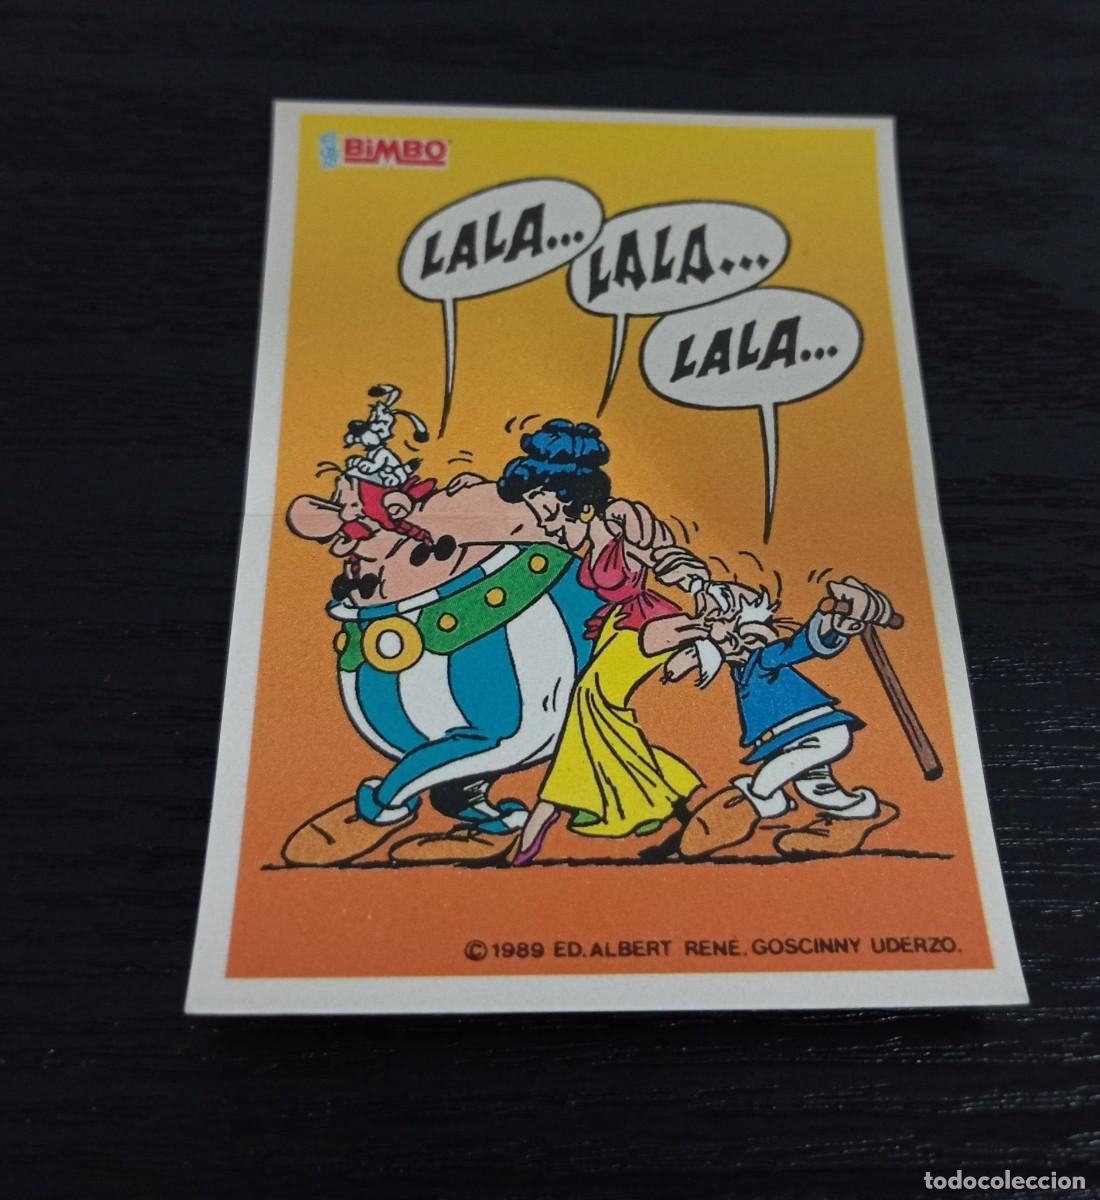 BiMBO
LALA...
LALA...
LALA...
© 1989 ED. ALBERT RENÉ. GOSCINNY UDERZO.
todocoleccion